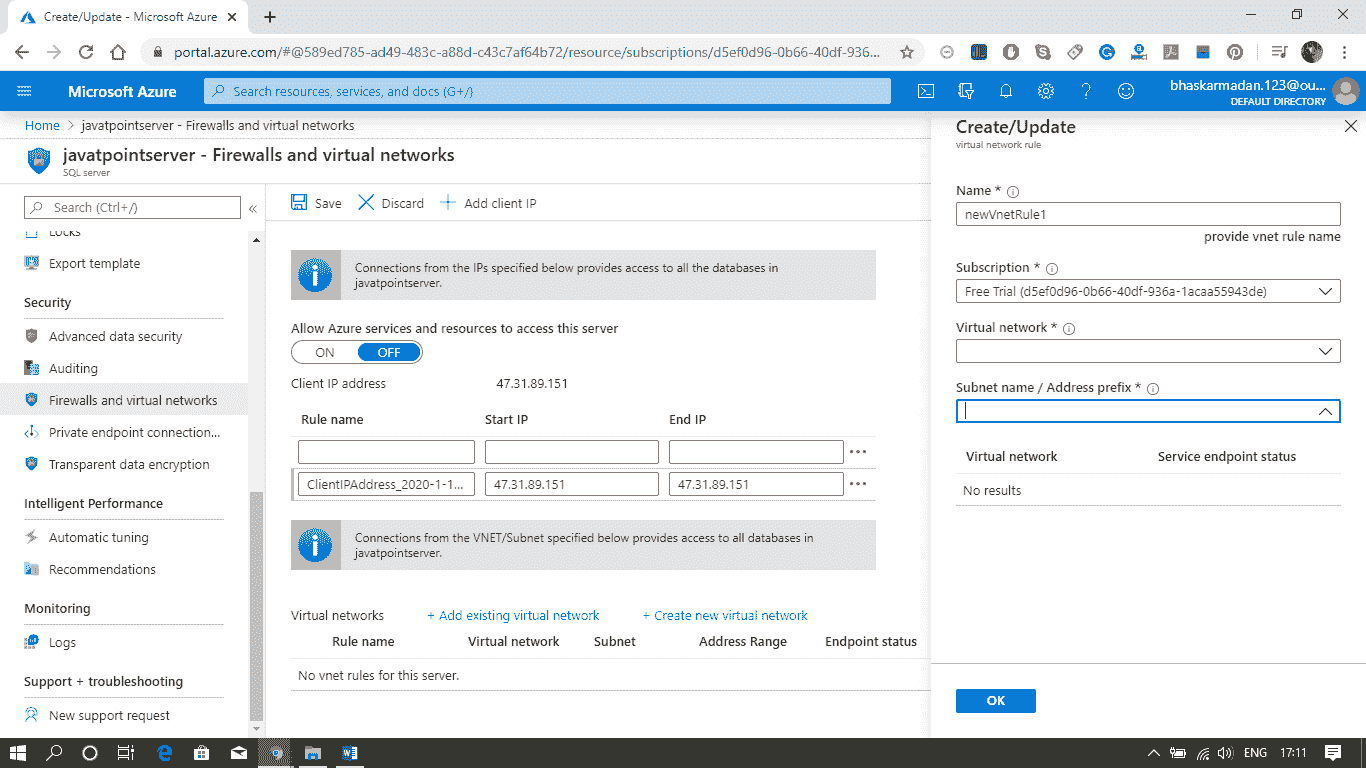 Create/Update - Microsoft Azure
portal.azure.com/#@589ed785-ad49-483c-a88d-c43c7af64b72/resource/subscriptions/d5ef0d96-0b66-40df-936...
Microsoft Azure
Search resources, services, and docs (G+/)
bhaskarmadan.123@ou...
DEFAULT DIRECTORY
Home > javatpointserver - Firewalls and virtual networks
javatpointserver - Firewalls and virtual networks
SQL server
Search (Ctrl+/)
«
Locks
Export template
Security
Advanced data security
Auditing
Firewalls and virtual networks
Private endpoint connection...
Transparent data encryption
Intelligent Performance
Automatic tuning
Recommendations
Monitoring
Logs
Support + troubleshooting
New support request
Save Discard Add client IP
Connections from the IPs specified below provides access to all the databases in
javatpointserver.
Allow Azure services and resources to access this server
ON OFF
Client IP address 47.31.89.151
Rule name Start IP End IP
ClientIPAddress_2020-1-1... 47.31.89.151 47.31.89.151
Connections from the VNET/Subnet specified below provides access to all databases in
javatpointserver.
Virtual networks + Add existing virtual network + Create new virtual network
Rule name Virtual network Subnet Address Range Endpoint status
No vnet rules for this server.
Create/Update
virtual network rule
Name *
newVnetRule1
provide vnet rule name
Subscription *
Free Trial (d5ef0d96-0b66-40df-936a-1acaa55943de)
Virtual network *
Subnet name / Address prefix *
Virtual network Service endpoint status
No results
OK
ENG 17:11